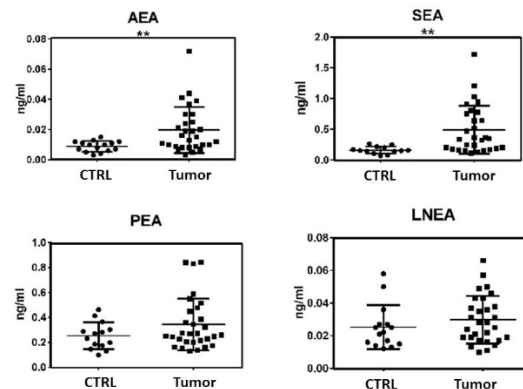 AEA
**
ng/ml
0.08
0.06
0.04
0.02
0.00
CTRL
Tumor
SEA
**
ng/ml
2.0
1.5
1.0
0.5
0.0
CTRL
Tumor
PEA
ng/ml
1.0
0.8
0.6
0.4
0.2
0.0
CTRL
Tumor
LNEA
ng/ml
0.08
0.06
0.04
0.02
0.00
CTRL
Tumor